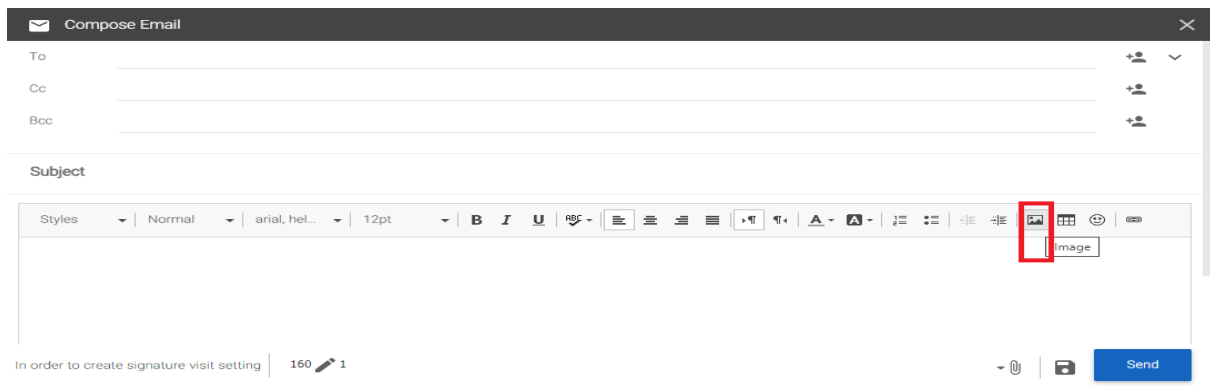 Compose Email
To
Cc
Bcc
Subject
Styles Normal arial, hel... 12pt B I U ABC A A
Image
In order to create signature visit setting 160 1 Send